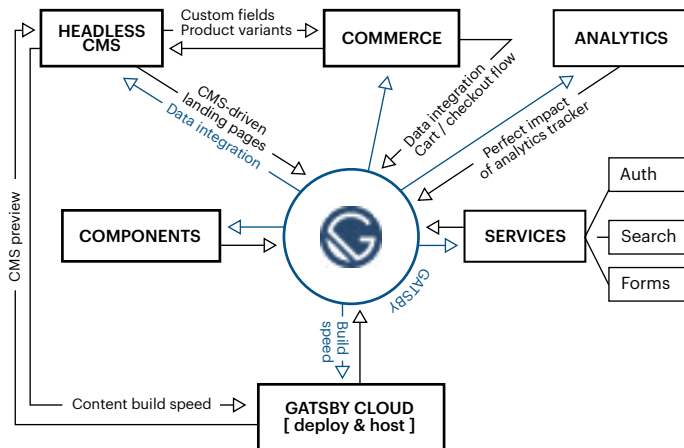 HEADLESS
CMS
Custom fields
Product variants
COMMERCE
ANALYTICS
CMS-driven
landing pages
Data integration
Data integration
Cart / checkout flow
Perfect impact
of analytics tracker
Auth
Search
Forms
COMPONENTS
G
SERVICES
GATSBY
CMS preview
Build
speed
Content build speed
GATSBY CLOUD
[ deploy & host ]